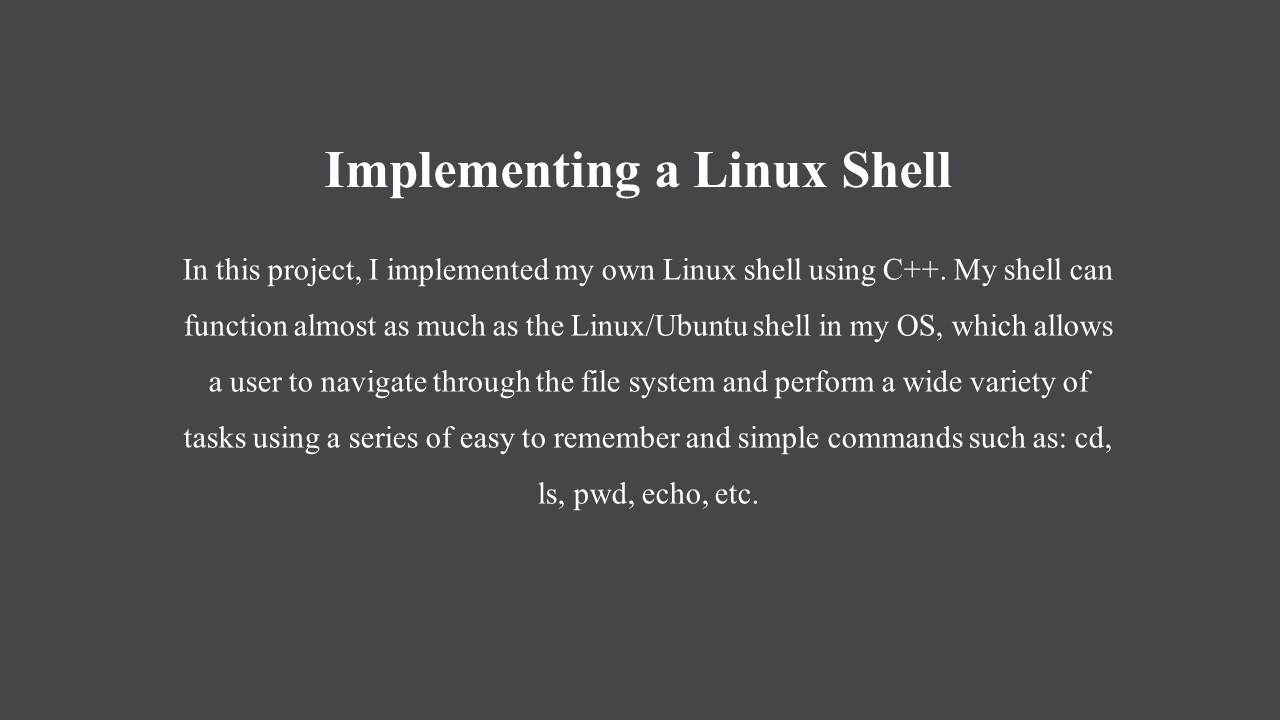 Implementing a Linux Shell
In this project, I implemented my own Linux shell using C++. My shell can
function almost as much as the Linux/Ubuntu shell in my OS, which allows
a user to navigate through the file system and perform a wide variety of
tasks using a series of easy to remember and simple commands such as: cd,
ls, pwd, echo, etc.